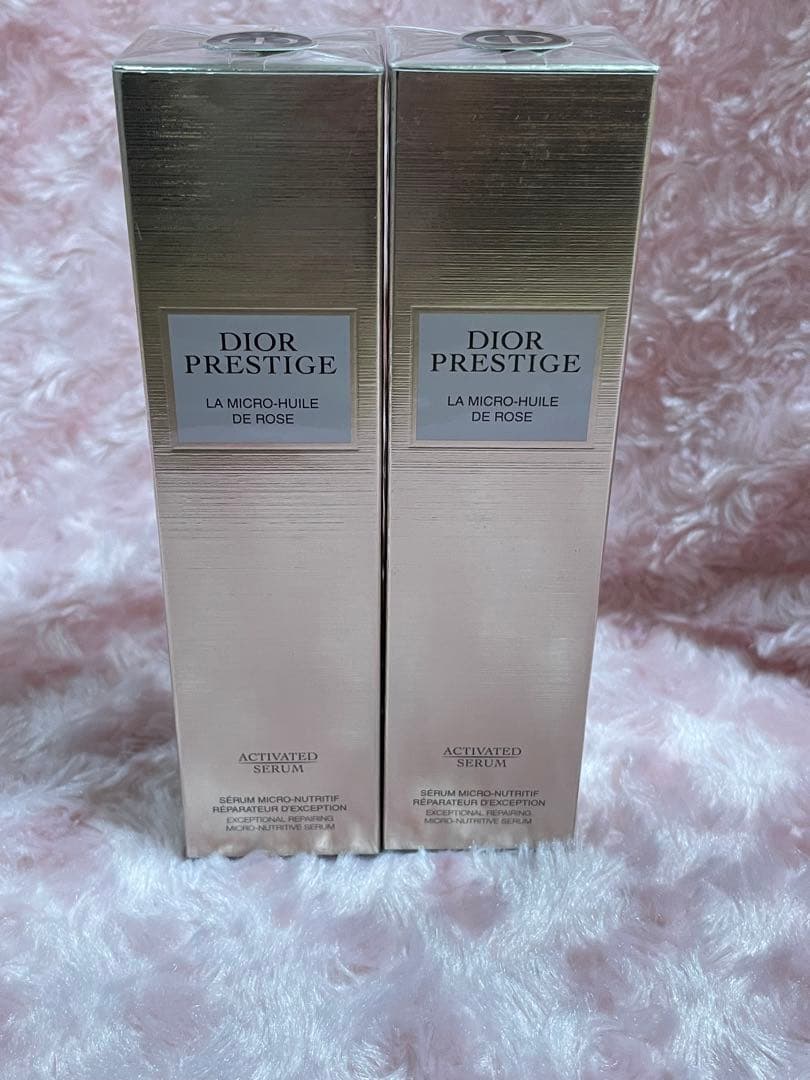 CD
CD
DIOR
PRESTIGE
LA MICRO-HUILE
DE ROSE
ACTIVATED
SERUM
SÉRUM MICRO-NUTRITIF
RÉPARATEUR D'EXCEPTION
EXCEPTIONAL REPAIRING
MICRO-NUTRITIVE SERUM
DIOR
PRESTIGE
LA MICRO-HUILE
DE ROSE
ACTIVATED
SERUM
SÉRUM MICRO-NUTRITIF
RÉPARATEUR D'EXCEPTION
EXCEPTIONAL REPAIRING
MICRO-NUTRITIVE SERUM